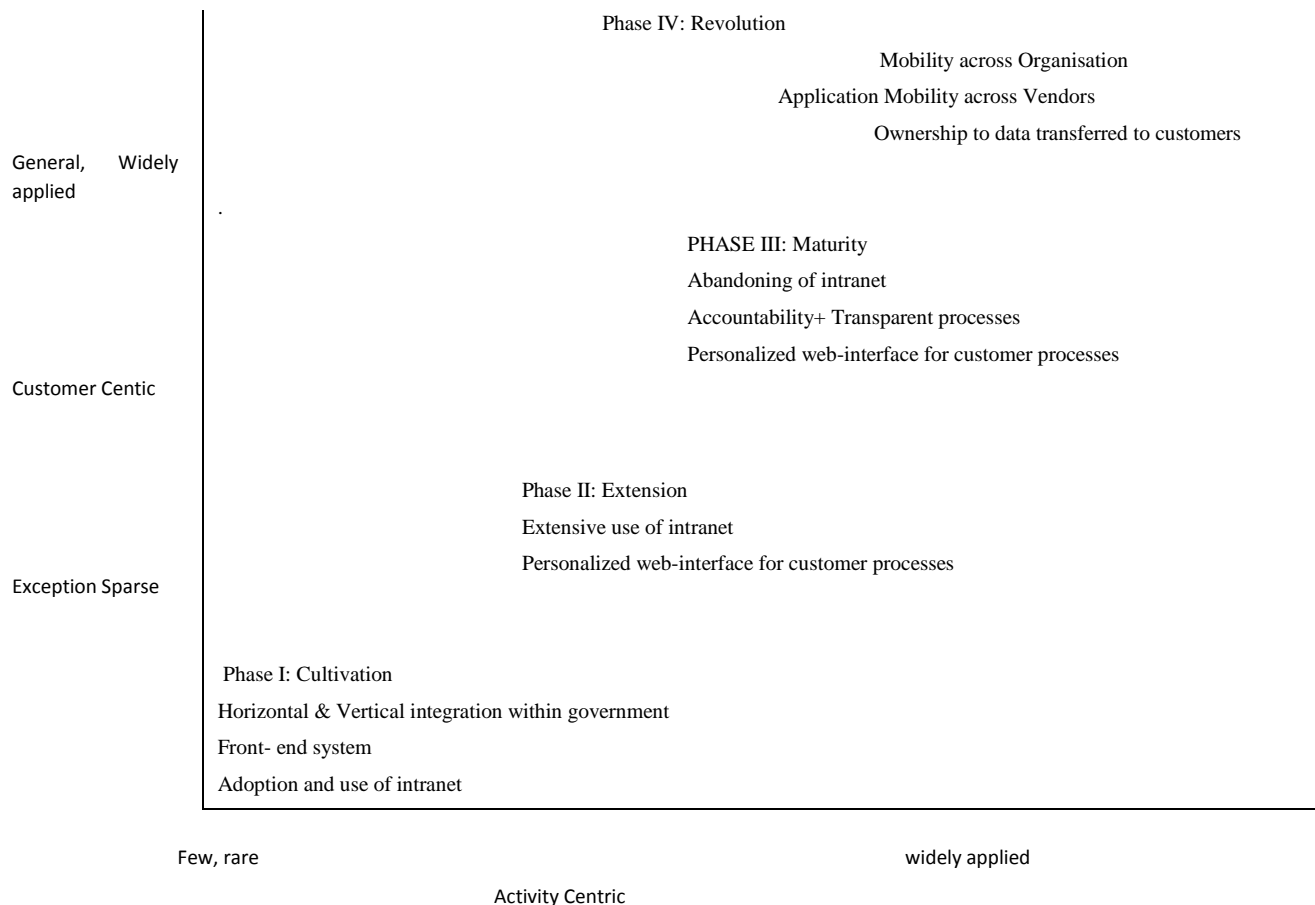 Phase IV: Revolution
Mobility across Organisation
Application Mobility across Vendors
Ownership to data transferred to customers
General, Widely
applied
.
PHASE III: Maturity
Abandoning of intranet
Accountability+ Transparent processes
Personalized web-interface for customer processes
Customer Centic
Phase II: Extension
Extensive use of intranet
Personalized web-interface for customer processes
Exception Sparse
Phase I: Cultivation
Horizontal & Vertical integration within government
Front- end system
Adoption and use of intranet
Few, rare
widely applied
Activity Centric